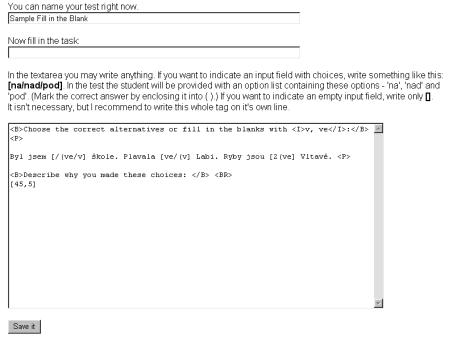 You can name your test right now.
Sample Fill in the Blank
Now fill in the task:
In the textarea you may write anything. If you want to indicate an input field with choices, write something like this:
[na/nad/pod]. In the test the student will be provided with an option list containing these options - 'na', 'nad' and
'pod'. (Mark the correct answer by enclosing it into ( ).) If you want to indicate an empty input field, write only [].
It isn't necessary, but I recommend to write this whole tag on it's own line.
<B>Choose the correct alternatives or fill in the blanks with <I>v, ve</I>:</B>
<P>
Byl jsem [/(ve/v] škole. Plavala [ve/(v] Labi. Ryby jsou [2(ve] Vltavé. <P>
<B>Describe why you made these choices: </B> <BR>
[45,5]
Save it